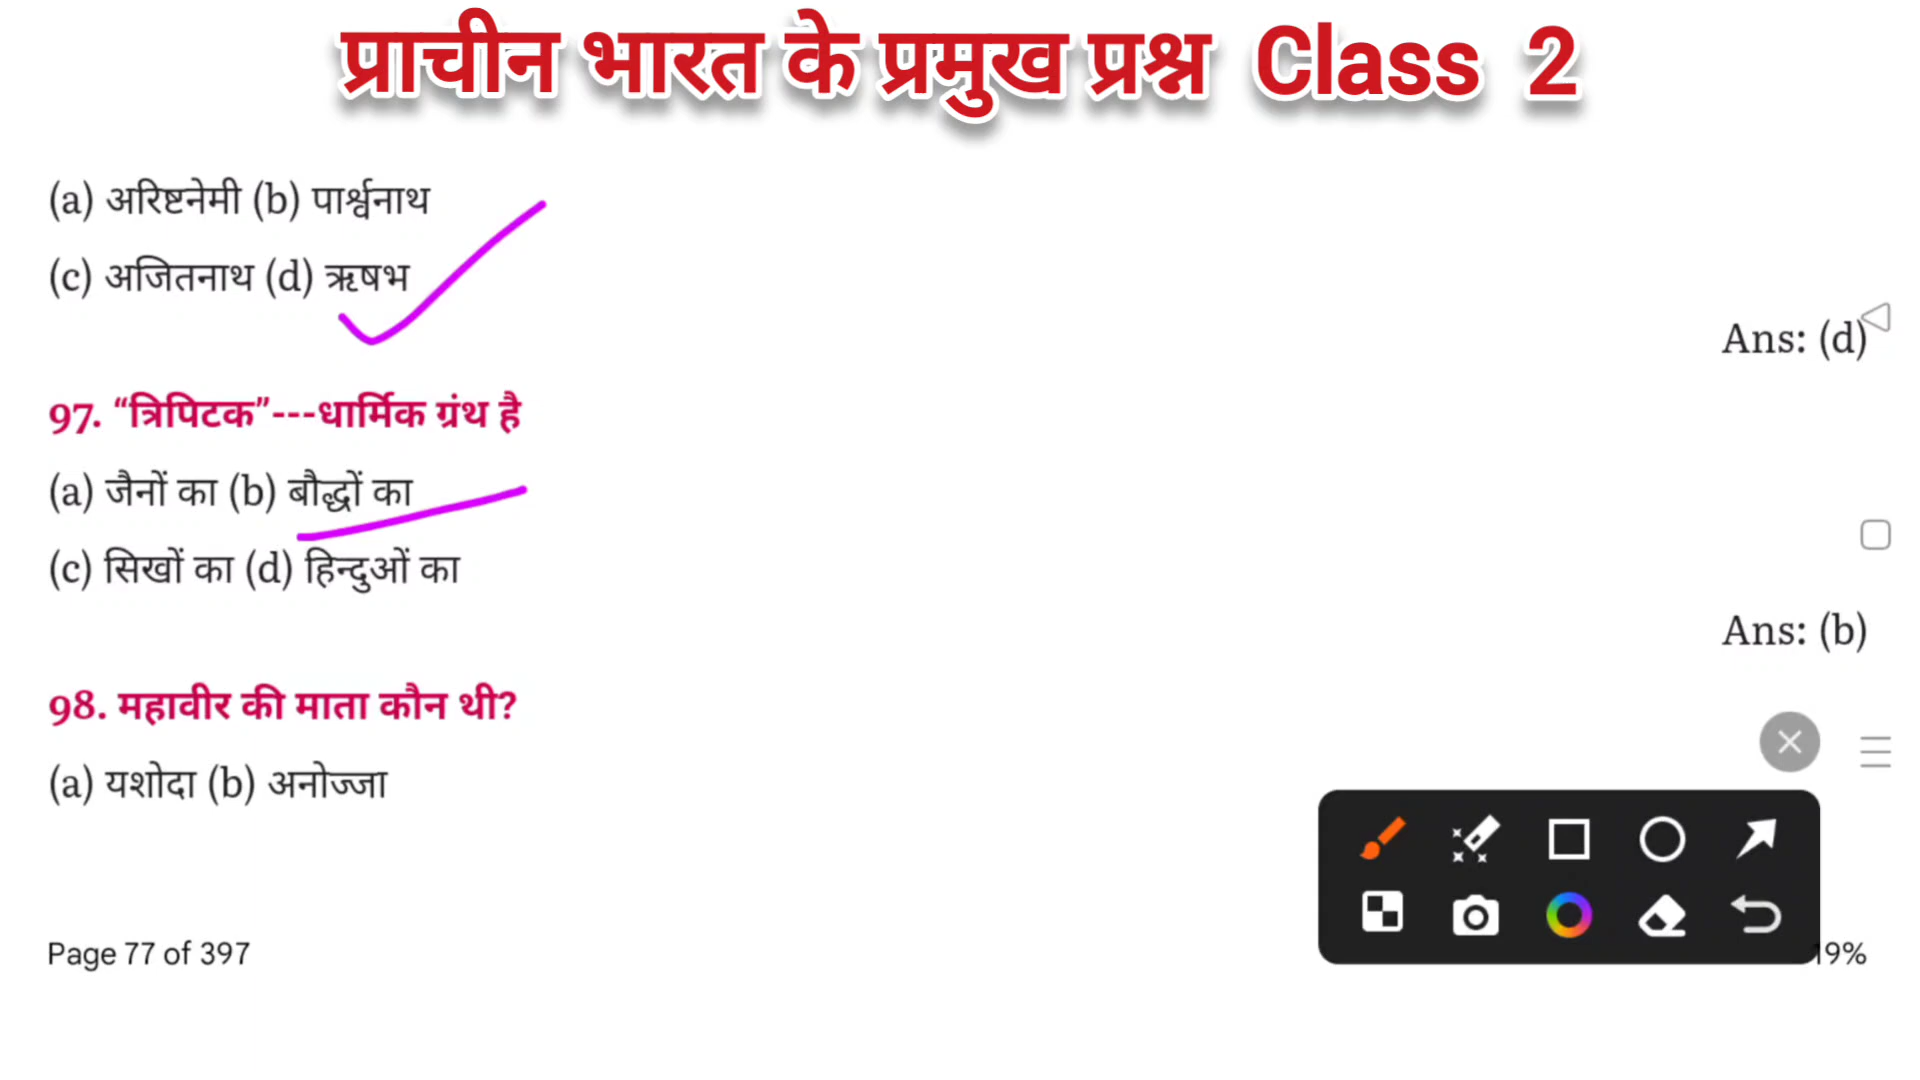 प्राचीन भारत के प्रमुख प्रश्न Class 2
(a) अरिष्टनेमी (b) पार्श्वनाथ
(c) अजितनाथ (d) ऋषभ
Ans: (d)
97. “त्रिपिटक”---धार्मिक ग्रंथ है
(a) जैनों का (b) बौद्धों का
(c) सिखों का (d) हिन्दुओं का
Ans: (b)
98. महावीर की माता कौन थी?
(a) यशोदा (b) अनोज्जा
Page 77 of 397
19%